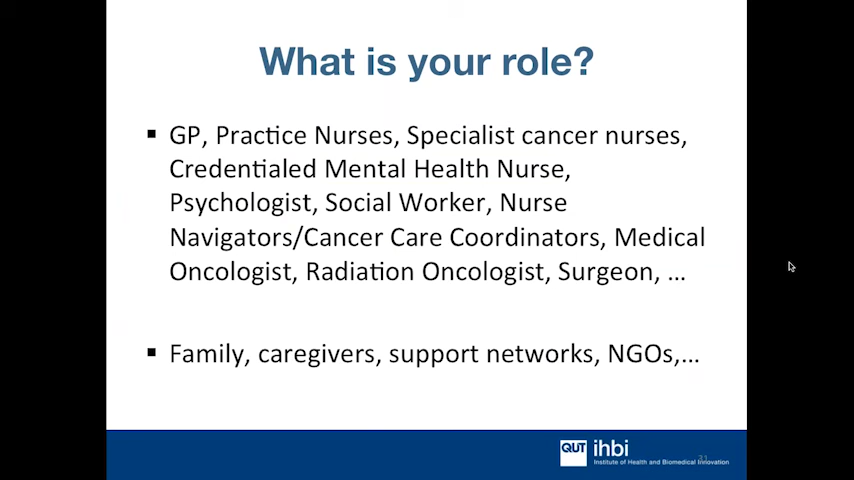 What is your role?
▪ GP, Practice Nurses, Specialist cancer nurses,
Credentialed Mental Health Nurse,
Psychologist, Social Worker, Nurse
Navigators/Cancer Care Coordinators, Medical
Oncologist, Radiation Oncologist, Surgeon, …
▪ Family, caregivers, support networks, NGOs,…
QUT ihbi
Institute of Health and Biomedical Innovation
31